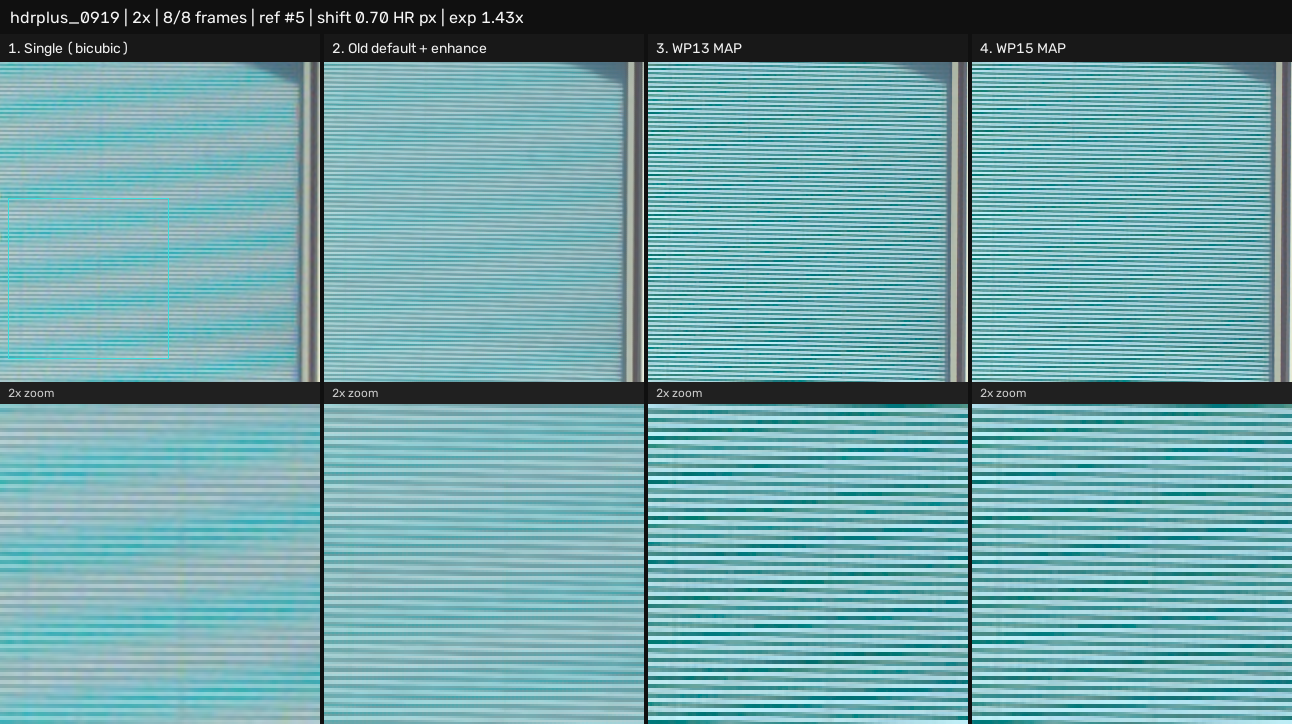 hdrplus_0919 | 2x | 8/8 frames | ref #5 | shift 0.70 HR px | exp 1.43x
1. Single (bicubic)
2. Old default + enhance
3. WP13 MAP
4. WP15 MAP
2x zoom
2x zoom
2x zoom
2x zoom